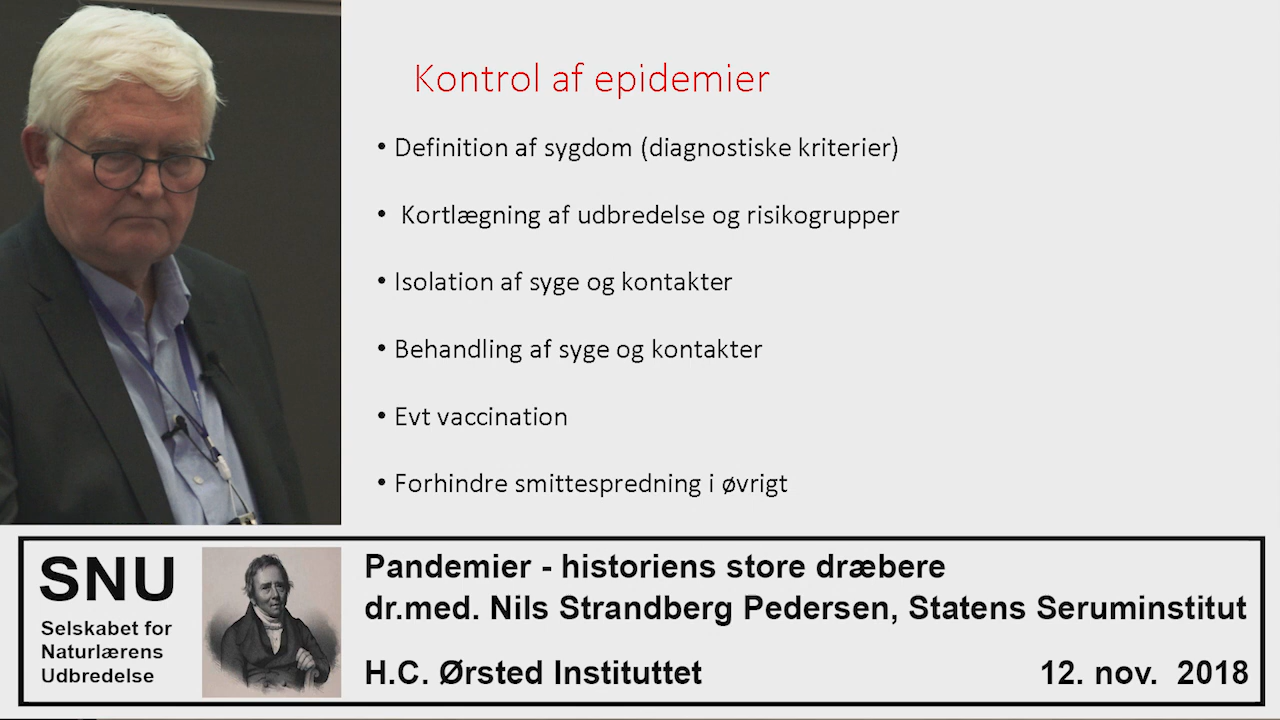 Kontrol af epidemier
• Definition af sygdom (diagnostiske kriterier)
• Kortlægning af udbredelse og risikogrupper
• Isolation af syge og kontakter
• Behandling af syge og kontakter
• Evt vaccination
• Forhindre smittespredning i øvrigt
SNU
Selskabet for
Naturlærens
Udbredelse
Pandemier - historiens store dræbere
dr.med. Nils Strandberg Pedersen, Statens Seruminstitut
H.C. Ørsted Instituttet
12. nov. 2018